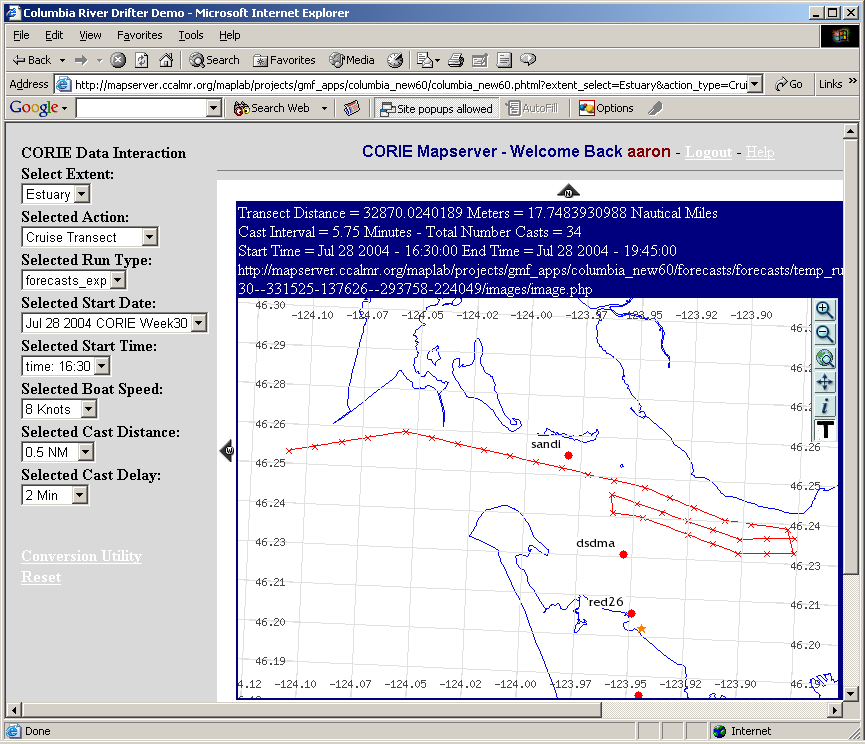 Columbia River Drifter Demo - Microsoft Internet Explorer
File Edit View Favorites Tools Help
Back Search Favorites Media
Address http://mapserver.ccalmr.org/maplab/projects/gmf_apps/columbia_new60/columbia_new60.phtml?extent_select=Estuary&action_type=Crui Go Links »
Google Search Web Site popups allowed AutoFill Options
CORIE Data Interaction
Select Extent:
Estuary
Selected Action:
Cruise Transect
Selected Run Type:
forecasts_exp
Selected Start Date:
Jul 28 2004 CORIE Week30
Selected Start Time:
time: 16:30
Selected Boat Speed:
8 Knots
Selected Cast Distance:
0.5 NM
Selected Cast Delay:
2 Min
Conversion Utility
Reset
CORIE Mapserver - Welcome Back aaron - Logout - Help
N
Transect Distance = 32870.0240189 Meters = 17.7483930988 Nautical Miles
Cast Interval = 5.75 Minutes - Total Number Casts = 34
Start Time = Jul 28 2004 - 16:30:00 End Time = Jul 28 2004 - 19:45:00
http://mapserver.ccalmr.org/maplab/projects/gmf_apps/columbia_new60/forecasts/forecasts/temp_ru
30--331525-137626--293758-224049/images/image.php
46.30 -124.10 -124.07 -124.05 -124.03 -124.00 -123.97 -123.95 -123.92 -123.90 46.3
46.29
46.28 46.2
46.26 46.26
sandi
W
46.25 46.25
46.24 46.24
dsdma
46.23 46.23
red26
46.20 46.20
46.19 46.19
4.12 -124.10 -124.07 -124.05 -124.02 -124.00 -123.97 -123.95 -123.92 -123.90
i
T
Done Internet